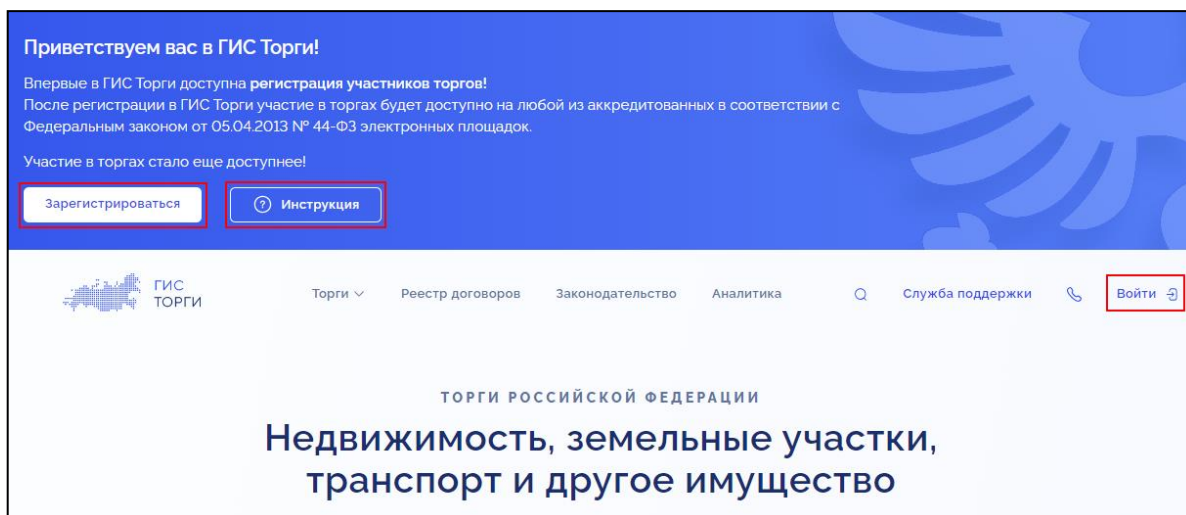 Приветствуем вас в ГИС Торги!
Впервые в ГИС Торги доступна регистрация участников торгов!
После регистрации в ГИС Торги участие в торгах будет доступно на любой из аккредитованных в соответствии с
Федеральным законом от 05.04.2013 № 44-ФЗ электронных площадок.
Участие в торгах стало еще доступнее!
Зарегистрироваться
? Инструкция
ГИС
ТОРГИ
Торги
Реестр договоров
Законодательство
Аналитика
Служба поддержки
Войти
ТОРГИ РОССИЙСКОЙ ФЕДЕРАЦИИ
Недвижимость, земельные участки,
транспорт и другое имущество